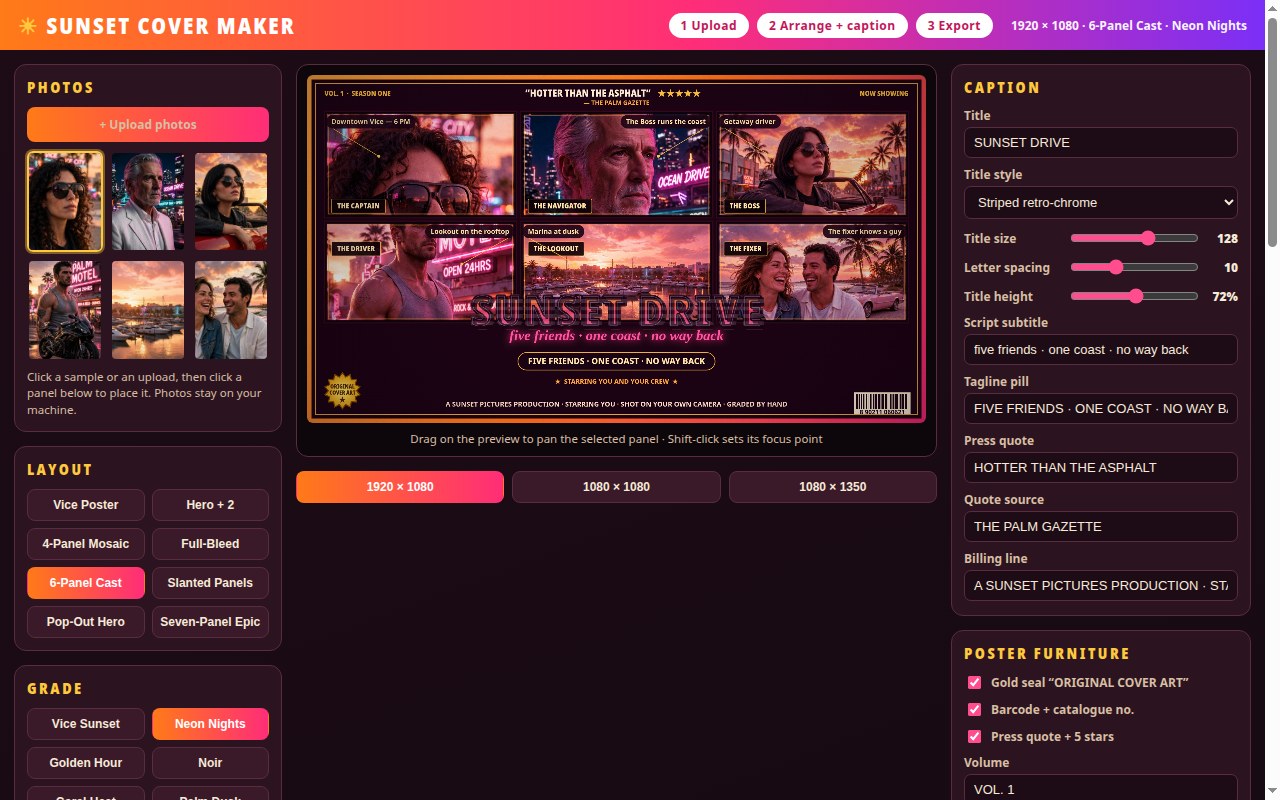 ☀ SUNSET COVER MAKER
1 Upload
2 Arrange + caption
3 Export
1920 × 1080 · 6-Panel Cast · Neon Nights
PHOTOS
+ Upload photos
PALM
MOTEL
Click a sample or an upload, then click a
panel below to place it. Photos stay on your
machine.
LAYOUT
Vice Poster
Hero + 2
4-Panel Mosaic
Full-Bleed
6-Panel Cast
Slanted Panels
Pop-Out Hero
Seven-Panel Epic
GRADE
Vice Sunset
Neon Nights
Golden Hour
Noir
VOL. 1 · SEASON ONE
“HOTTER THAN THE ASPHALT” ★★★★★
— THE PALM GAZETTE
NOW SHOWING
Downtown Vice — 6 PM
CITY
THE CAPTAIN
The Boss runs the coast
OCEAN DRIVE
THE NAVIGATOR
Getaway driver
THE BOSS
Lookout on the rooftop
MOTEL
OPEN 24HRS
THE DRIVER
Marina at dusk
THE LOOKOUT
The fixer knows a guy
THE FIXER
SUNSET DRIVE
five friends · one coast · no way back
FIVE FRIENDS · ONE COAST · NO WAY BACK
★ STARRING YOU AND YOUR CREW ★
ORIGINAL
COVER ART
★
A SUNSET PICTURES PRODUCTION · STARRING YOU · SHOT ON YOUR OWN CAMERA · GRADED BY HAND
Drag on the preview to pan the selected panel · Shift-click sets its focus point
1920 × 1080
1080 × 1080
1080 × 1350
CAPTION
Title
SUNSET DRIVE
Title style
Striped retro-chrome
Title size
128
Letter spacing
10
Title height
72%
Script subtitle
five friends · one coast · no way back
Tagline pill
FIVE FRIENDS · ONE COAST · NO WAY BA
Press quote
HOTTER THAN THE ASPHALT
Quote source
THE PALM GAZETTE
Billing line
A SUNSET PICTURES PRODUCTION · STA
POSTER FURNITURE
Gold seal “ORIGINAL COVER ART”
Barcode + catalogue no.
Press quote + 5 stars
Volume
VOL. 1